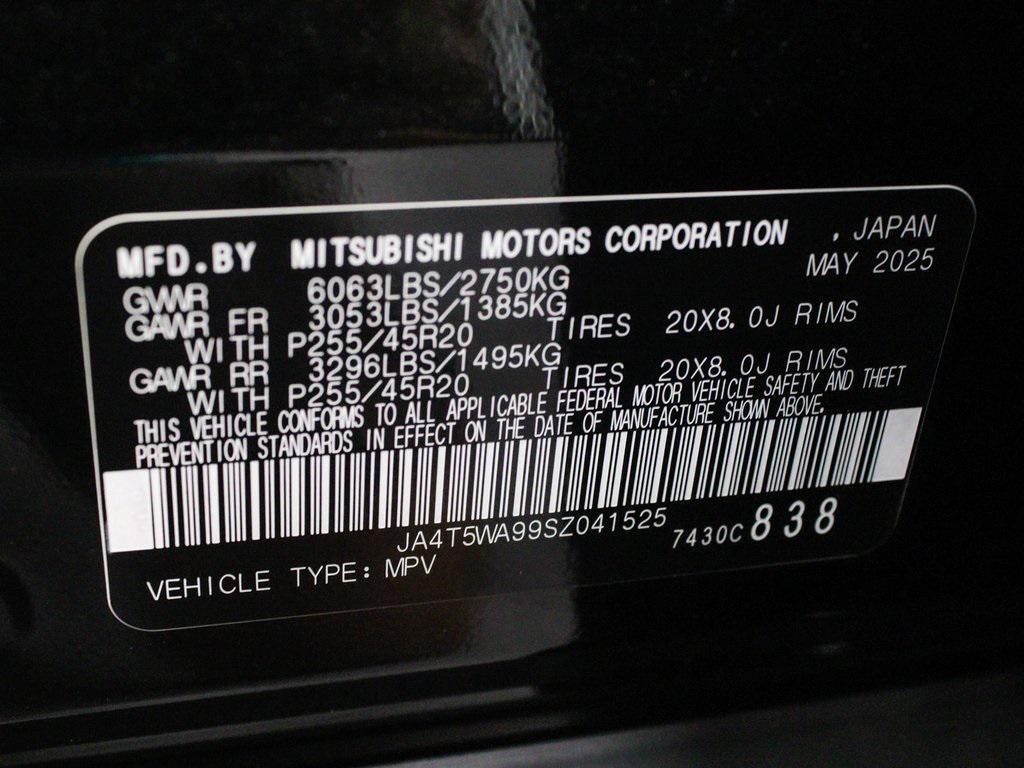 MFD.BY MITSUBISHI MOTORS CORPORATION , JAPAN
MAY 2025
GVWR 6063LBS/2750KG
GAWR FR 3053LBS/1385KG
WITH P255/45R20 TIRES 20X8.0J RIMS
GAWR RR 3296LBS/1495KG
WITH P255/45R20 TIRES 20X8.0J RIMS
THIS VEHICLE CONFORMS TO ALL APPLICABLE FEDERAL MOTOR VEHICLE SAFETY AND THEFT
PREVENTION STANDARDS IN EFFECT ON THE DATE OF MANUFACTURE SHOWN ABOVE.
JA4T5WA99SZ041525 7430C 838
VEHICLE TYPE: MPV